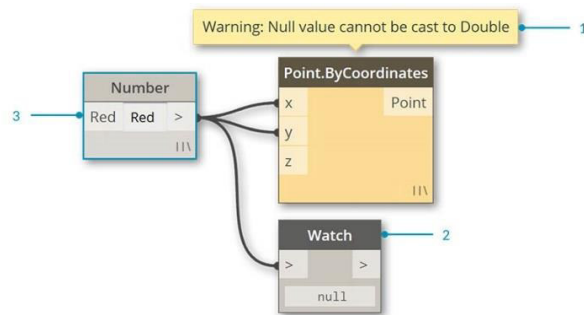 Warning: Null value cannot be cast to Double
1
Number
Red Red >
|||\
3
Point.ByCoordinates
x Point
y
z
||\
Watch
2
> >
null